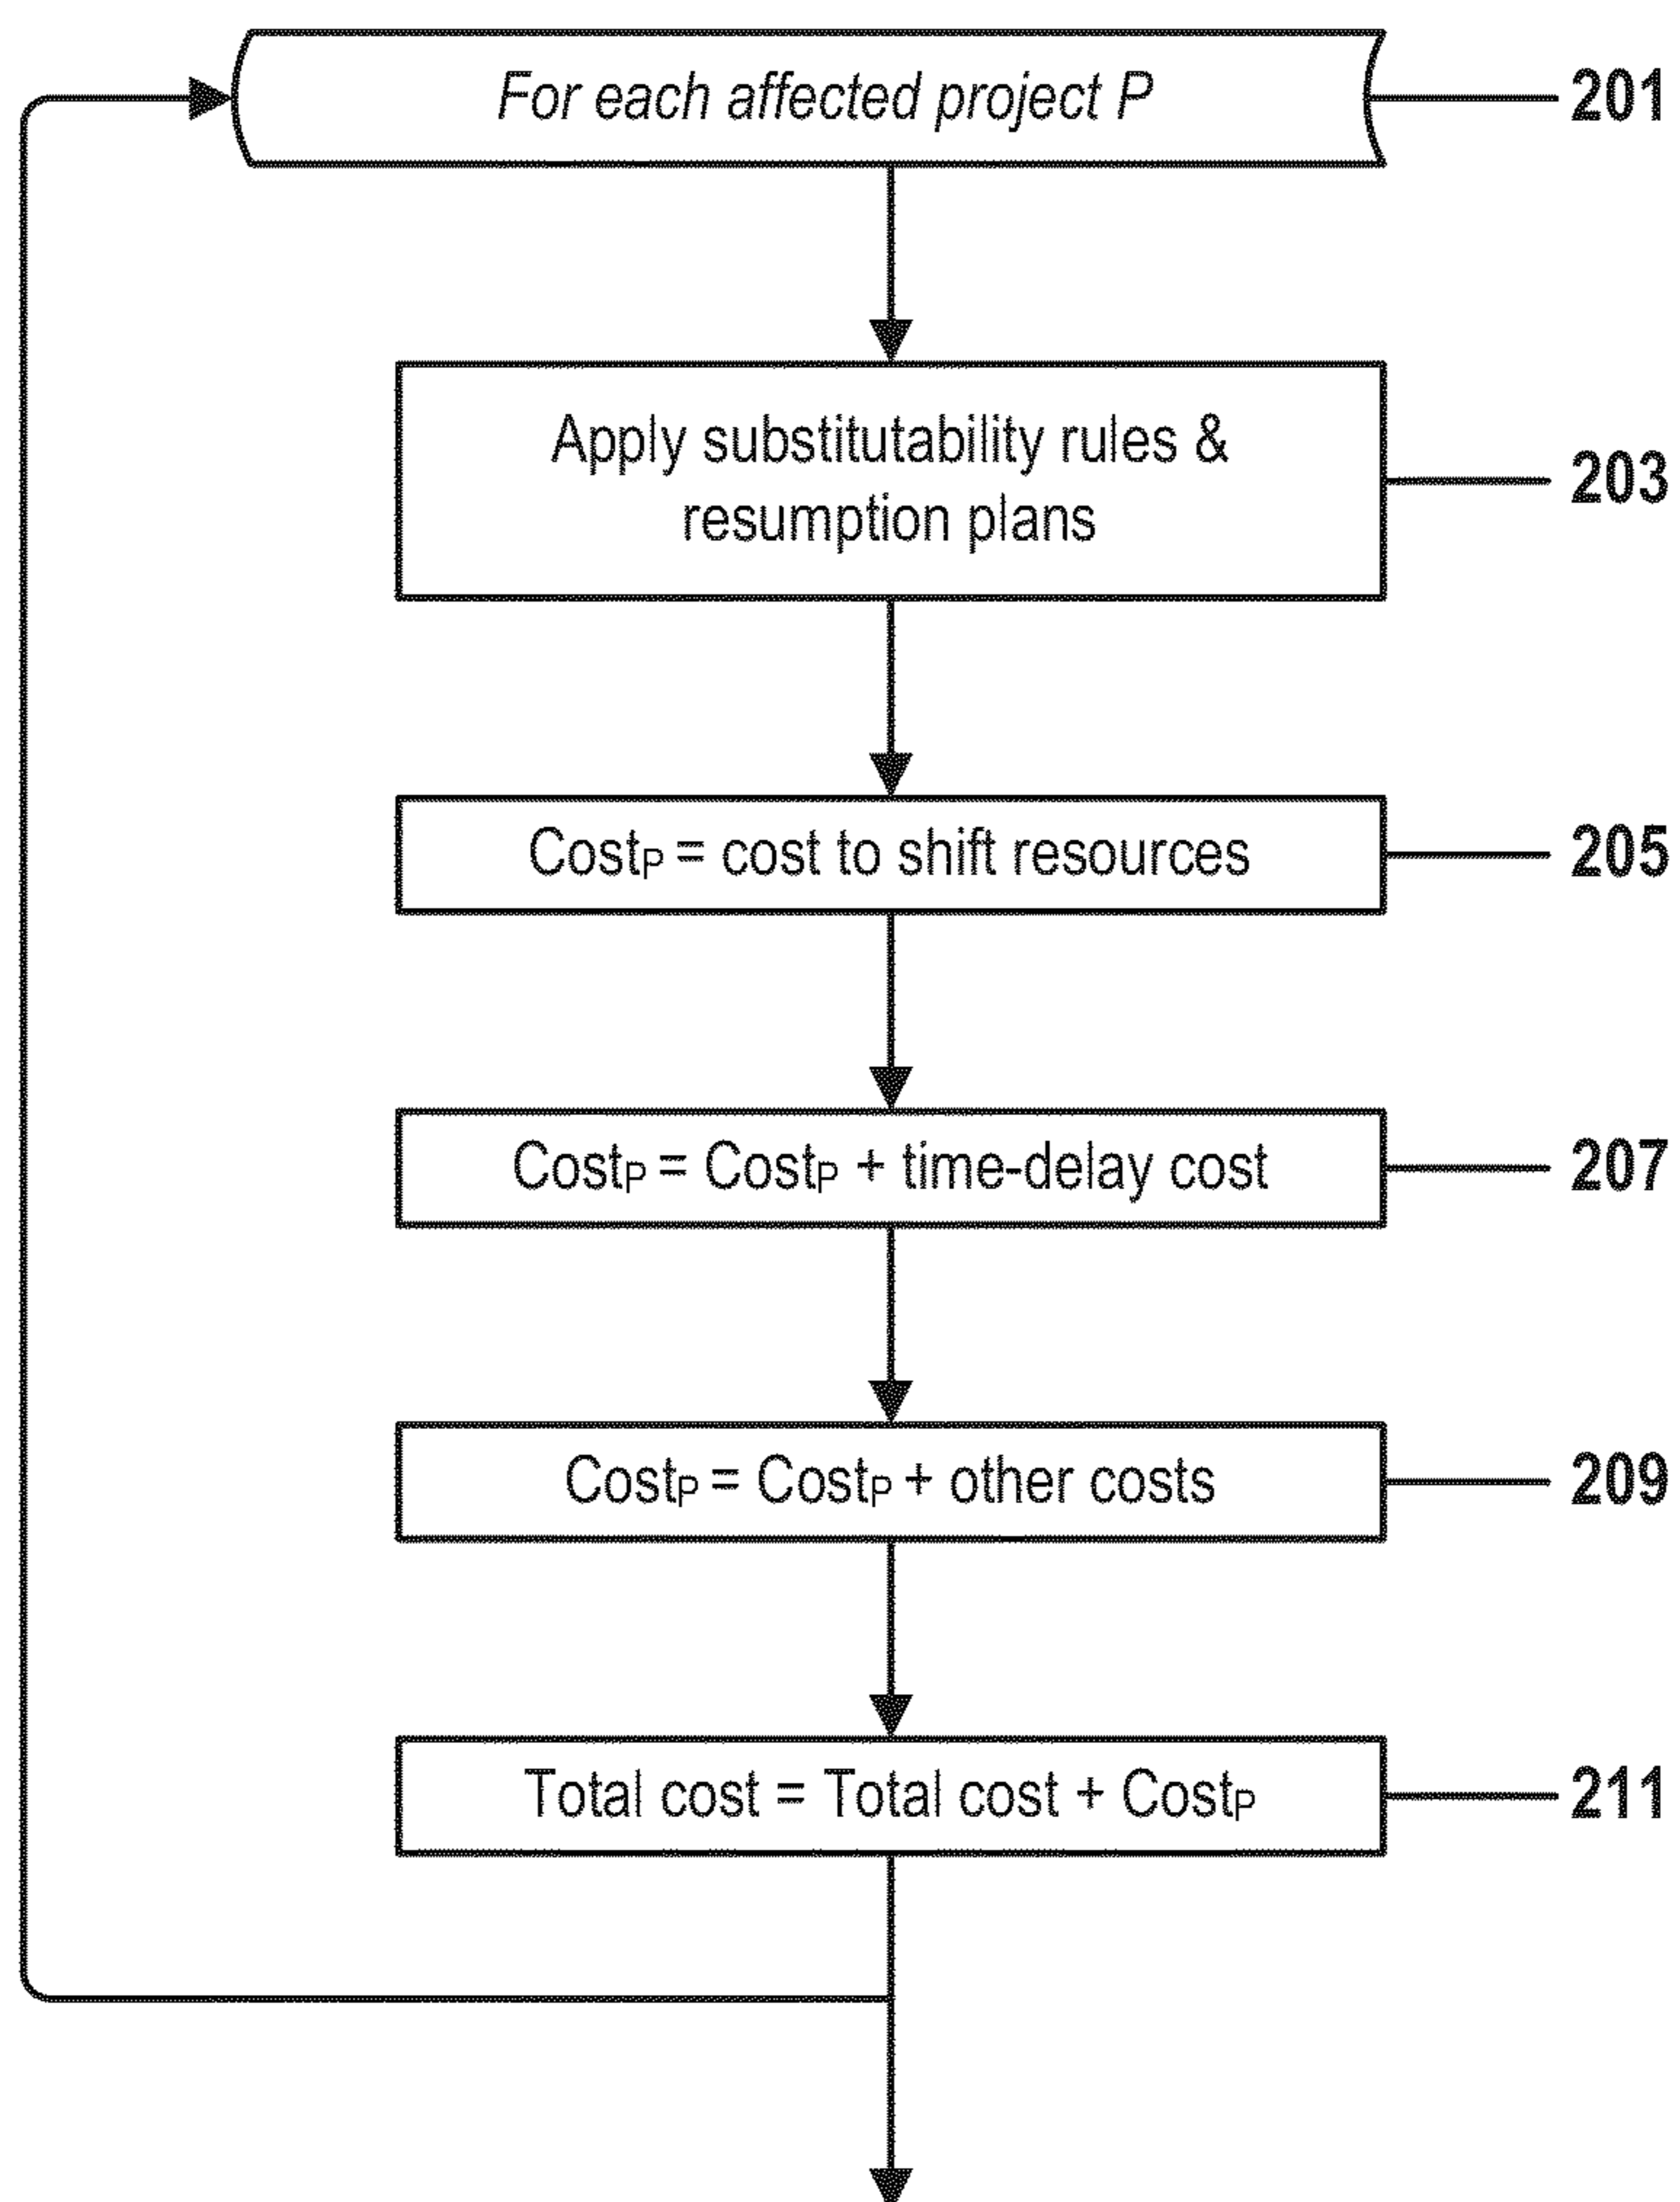 For each affected project P
201
Apply substitutability rules &
resumption plans
203
CostP = cost to shift resources
205
CostP = CostP + time-delay cost
207
CostP = CostP + other costs
209
Total cost = Total cost + CostP
211